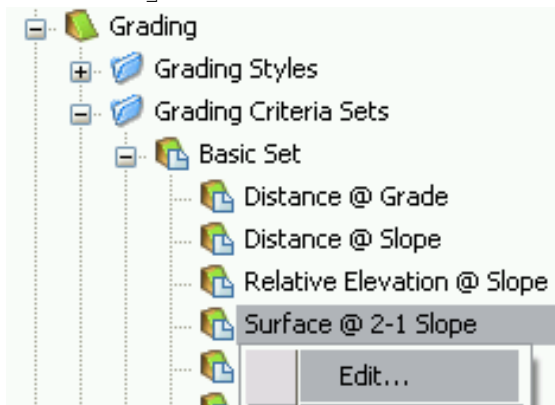 Grading
Grading Styles
Grading Criteria Sets
Basic Set
Distance @ Grade
Distance @ Slope
Relative Elevation @ Slope
Surface @ 2-1 Slope
Edit...